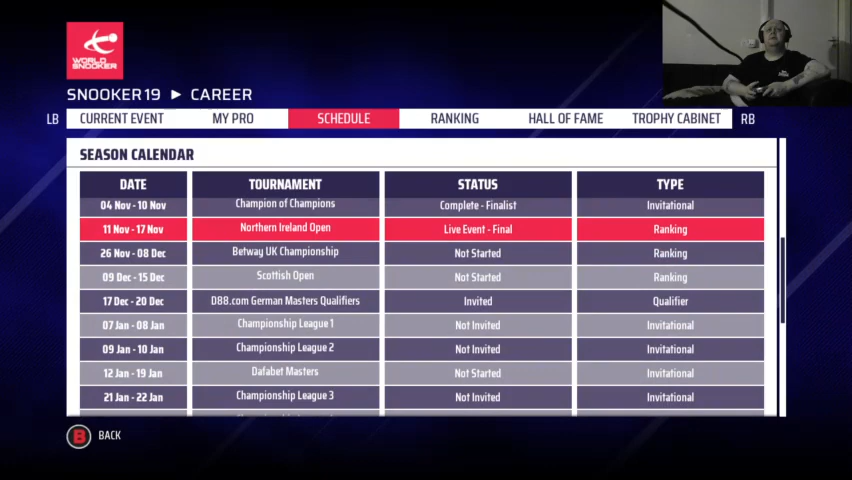 WORLD
SNOOKER
SNOOKER 19 ► CAREER
LB CURRENT EVENT MY PRO SCHEDULE RANKING HALL OF FAME TROPHY CABINET RB
SEASON CALENDAR
DATE TOURNAMENT STATUS TYPE
04 Nov - 10 Nov Champion of Champions Complete - Finalist Invitational
11 Nov - 17 Nov Northern Ireland Open Live Event - Final Ranking
26 Nov - 08 Dec Betway UK Championship Not Started Ranking
09 Dec - 15 Dec Scottish Open Not Started Ranking
17 Dec - 20 Dec D88.com German Masters Qualifiers Invited Qualifier
07 Jan - 08 Jan Championship League 1 Not Invited Invitational
09 Jan - 10 Jan Championship League 2 Not Invited Invitational
12 Jan - 19 Jan Dafabet Masters Not Started Invitational
21 Jan - 22 Jan Championship League 3 Not Invited Invitational
B BACK